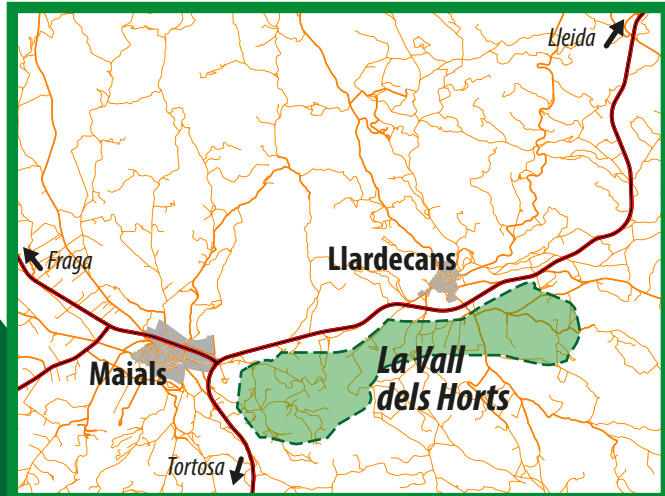 Lleida
Fraga
Llardecans
Maials
La Vall
dels Horts
Tortosa